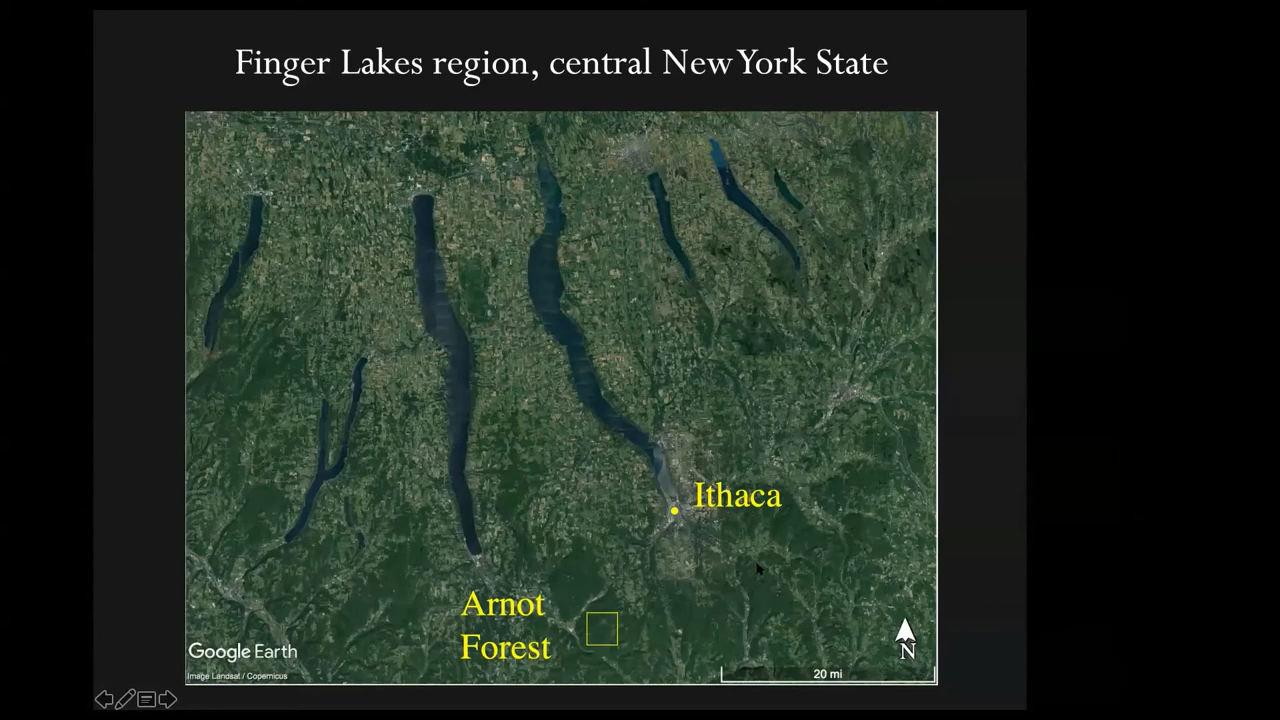 Finger Lakes region, central New York State
Ithaca
Arnot
Forest
Google Earth
Image Landsat / Copernicus
20 mi
N